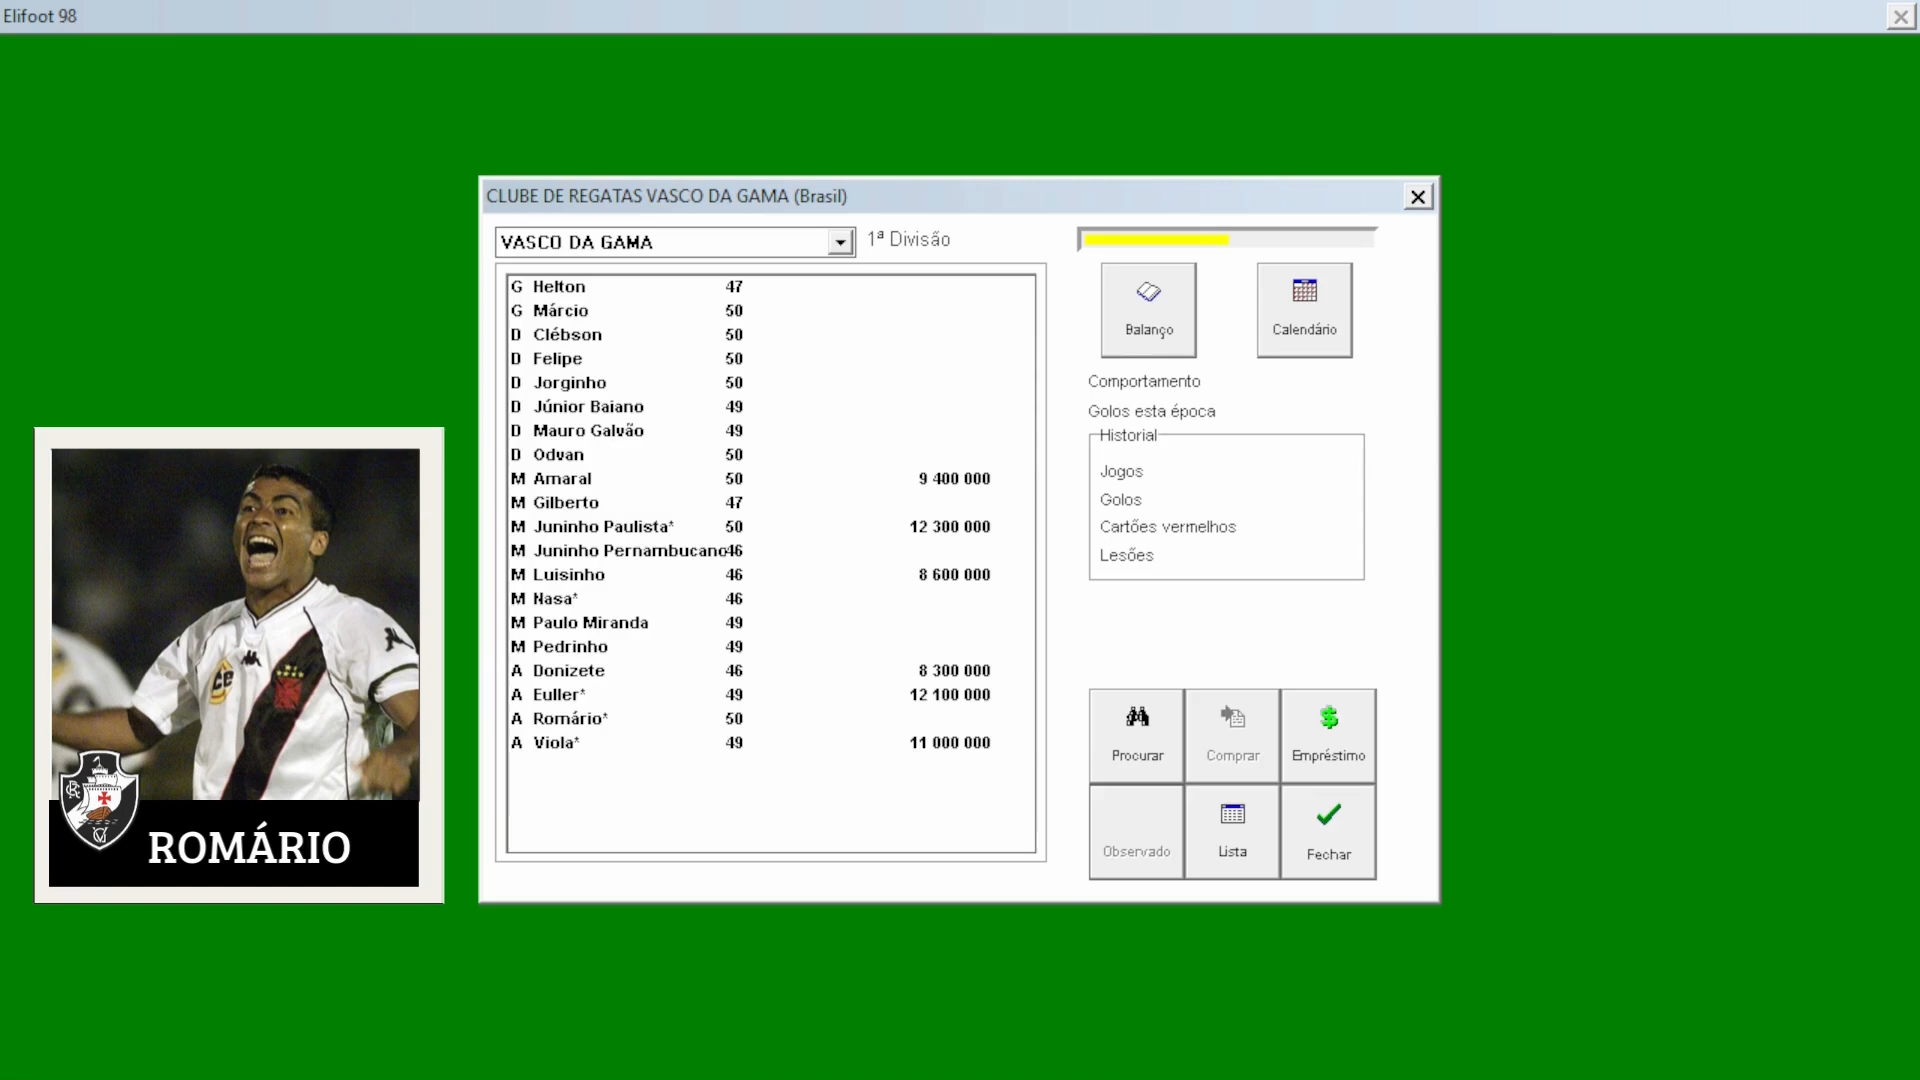 Elifoot 98
CLUBE DE REGATAS VASCO DA GAMA (Brasil)
VASCO DA GAMA
1ª Divisão
G Helton 47
G Márcio 50
D Clébson 50
D Felipe 50
D Jorginho 50
D Júnior Baiano 49
D Mauro Galvão 49
D Odvan 50
M Amaral 50 9 400 000
M Gilberto 47
M Juninho Paulista* 50 12 300 000
M Juninho Pernambucano 46
M Luisinho 46 8 600 000
M Nasa* 46
M Paulo Miranda 49
M Pedrinho 49
A Donizete 46 8 300 000
A Euller* 49 12 100 000
A Romário* 50
A Viola* 49 11 000 000
Balanço
Calendário
Comportamento
Golos esta época
Historial
Jogos
Golos
Cartões vermelhos
Lesões
Procurar
Comprar
Empréstimo
Observado
Lista
Fechar
ROMÁRIO